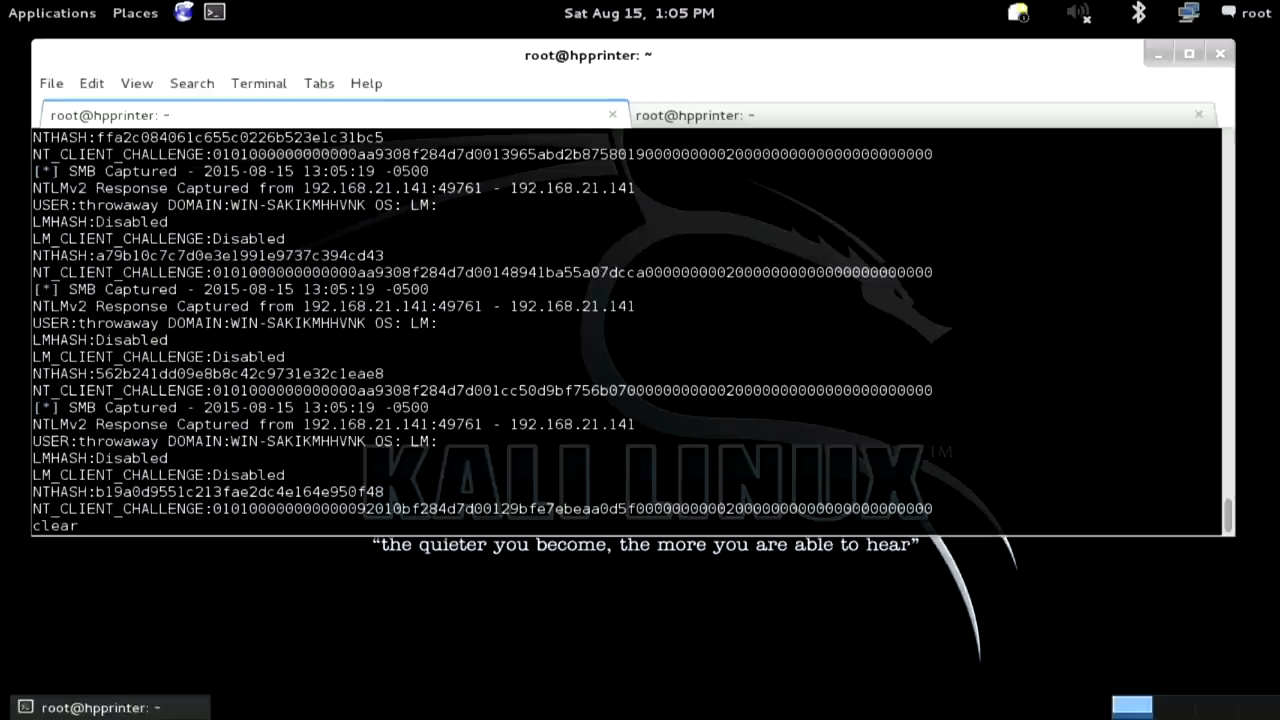 Applications Places Sat Aug 15, 1:05 PM root
root@hpprinter: ~
File Edit View Search Terminal Tabs Help
root@hpprinter: ~ root@hpprinter: ~
NTHASH:ffa2c084061c655c0226b523e1c31bc5
NT_CLIENT_CHALLENGE:0101000000000000aa9308f284d7d0013965abd2b87580190000000002000000000000000000000000
[*] SMB Captured - 2015-08-15 13:05:19 -0500
NTLMv2 Response Captured from 192.168.21.141:49761 - 192.168.21.141
USER:throwaway DOMAIN:WIN-SAKIKMHHVNK OS: LM:
LMHASH:Disabled
LM_CLIENT_CHALLENGE:Disabled
NTHASH:a79b10c7c7d0e3e1991e9737c394cd43
NT_CLIENT_CHALLENGE:0101000000000000aa9308f284d7d00148941ba55a07dcca0000000002000000000000000000000000
[*] SMB Captured - 2015-08-15 13:05:19 -0500
NTLMv2 Response Captured from 192.168.21.141:49761 - 192.168.21.141
USER:throwaway DOMAIN:WIN-SAKIKMHHVNK OS: LM:
LMHASH:Disabled
LM_CLIENT_CHALLENGE:Disabled
NTHASH:562b241dd09e8b8c42c9731e32c1eae8
NT_CLIENT_CHALLENGE:0101000000000000aa9308f284d7d001cc50d9bf756b07000000000002000000000000000000000000
[*] SMB Captured - 2015-08-15 13:05:19 -0500
NTLMv2 Response Captured from 192.168.21.141:49761 - 192.168.21.141
USER:throwaway DOMAIN:WIN-SAKIKMHHVNK OS: LM:
LMHASH:Disabled
LM_CLIENT_CHALLENGE:Disabled
NTHASH:b19a0d9551c213fae2dc4e164e950f48
NT_CLIENT_CHALLENGE:010100000000000092010bf284d7d00129bfe7ebeaa0d5f00000000002000000000000000000000000
clear
KALI LINUX™
“the quieter you become, the more you are able to hear”
root@hpprinter: ~